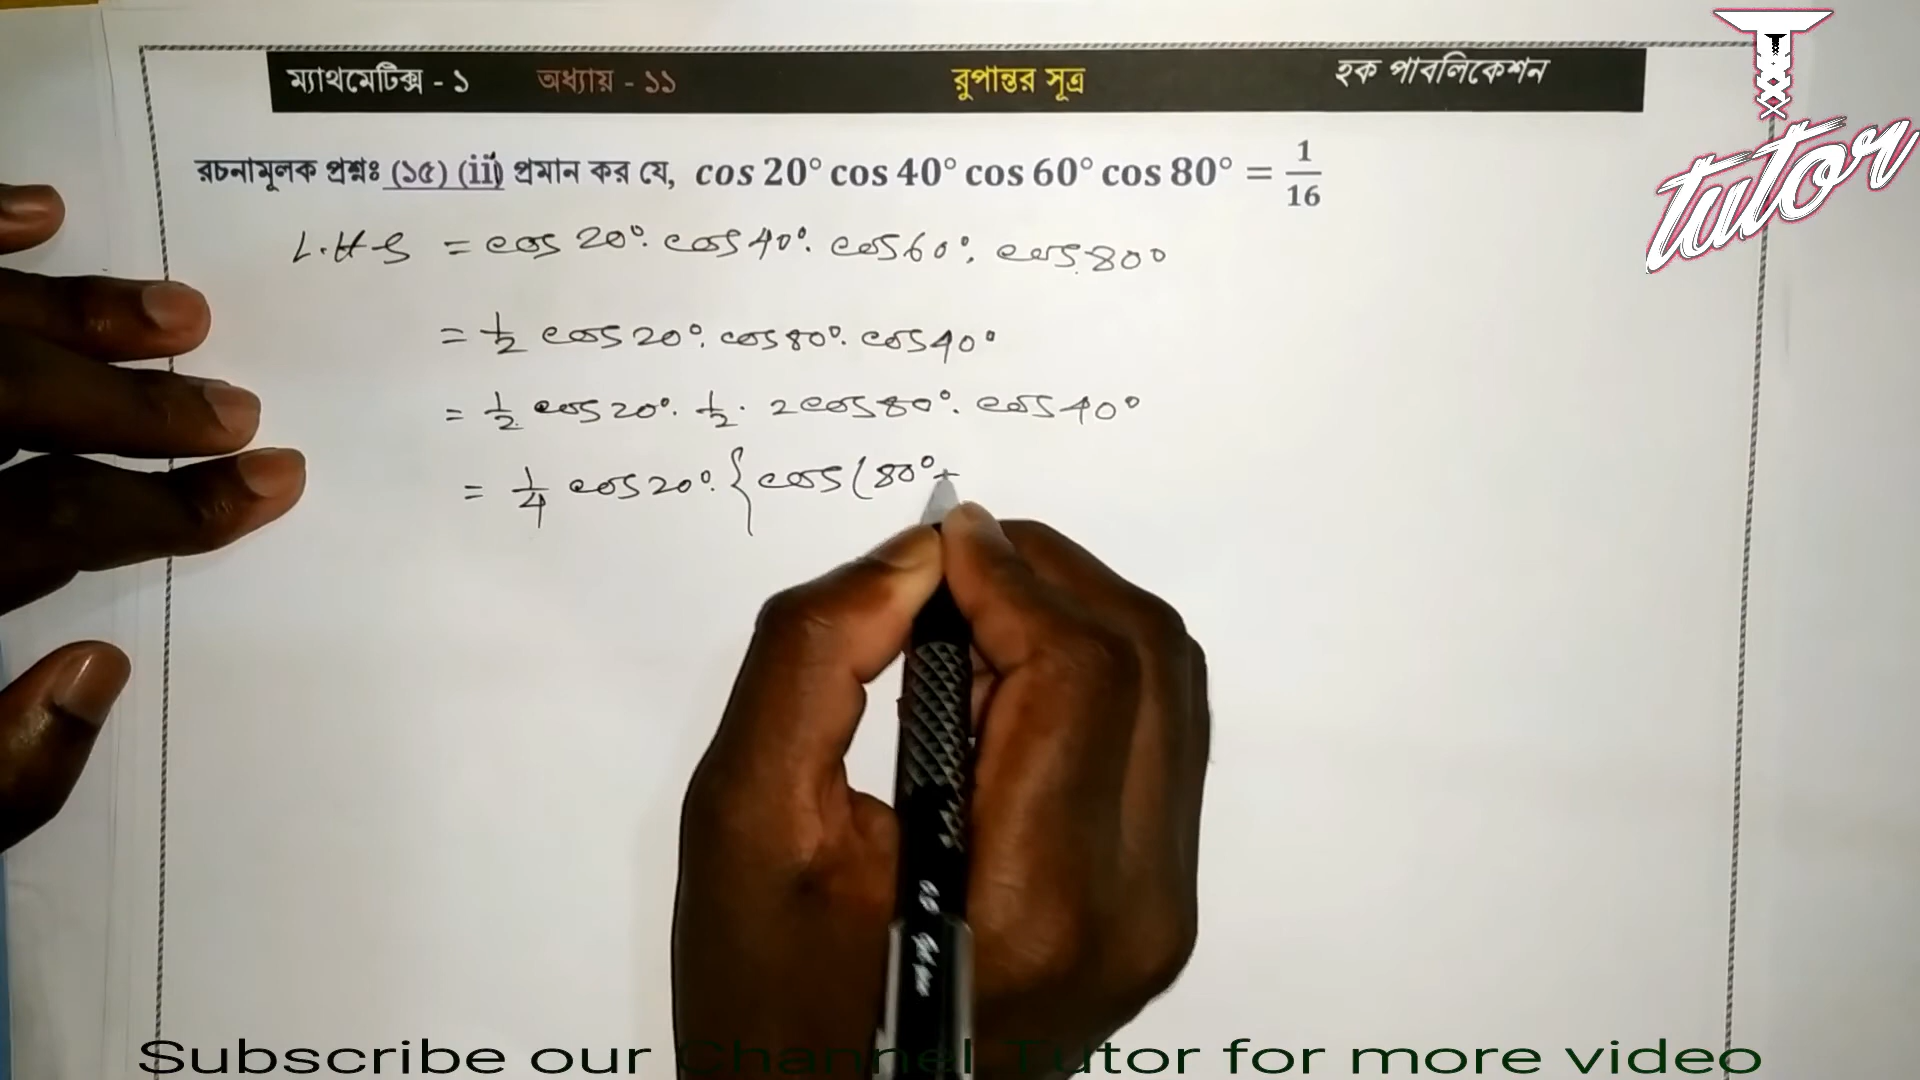 ম্যাথমেটিক্স - ১ অধ্যায় - ১১ রুপান্তর সূত্র হক পাবলিকেশন
T
tutor
রচনামূলক প্রশ্নঃ (১৫) (ii) প্রমান কর যে, cos 20° cos 40° cos 60° cos 80° = 1/16
L.H.S = cos 20°. cos 40°. cos 60°. cos 80°
= 1/2 cos 20°. cos 80°. cos 40°
= 1/2. cos 20°. 1/2. 2cos 80°. cos 40°
= 1/4 cos 20°. { cos (80° +
Subscribe our Channel Tutor for more video